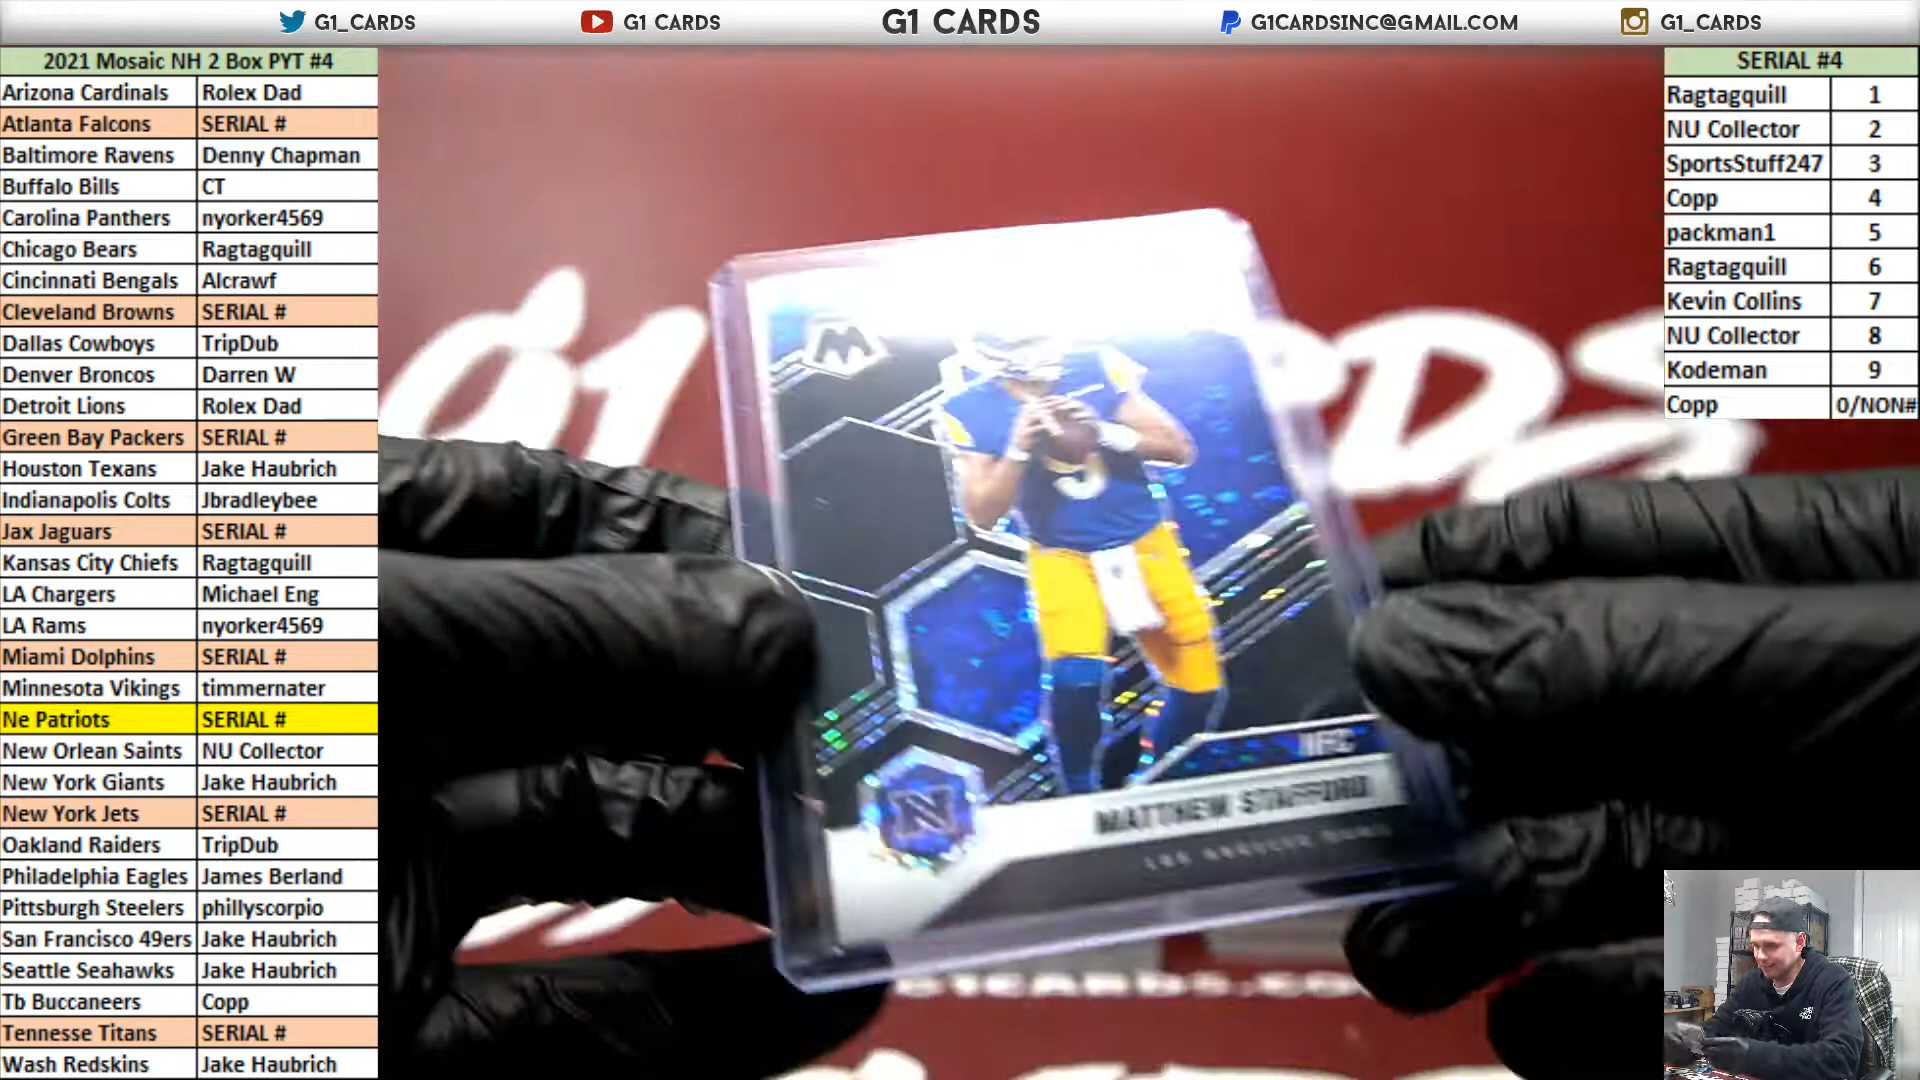 G1_CARDS
G1 CARDS
G1 CARDS
G1CARDSINC@GMAIL.COM
G1_CARDS
2021 Mosaic NH 2 Box PYT #4
Arizona Cardinals Rolex Dad
Atlanta Falcons SERIAL #
Baltimore Ravens Denny Chapman
Buffalo Bills CT
Carolina Panthers nyorker4569
Chicago Bears Ragtagquill
Cincinnati Bengals Alcrawf
Cleveland Browns SERIAL #
Dallas Cowboys TripDub
Denver Broncos Darren W
Detroit Lions Rolex Dad
Green Bay Packers SERIAL #
Houston Texans Jake Haubrich
Indianapolis Colts Jbradleybee
Jax Jaguars SERIAL #
Kansas City Chiefs Ragtagquill
LA Chargers Michael Eng
LA Rams nyorker4569
Miami Dolphins SERIAL #
Minnesota Vikings timmernater
Ne Patriots SERIAL #
New Orlean Saints NU Collector
New York Giants Jake Haubrich
New York Jets SERIAL #
Oakland Raiders TripDub
Philadelphia Eagles James Berland
Pittsburgh Steelers phillyscorpio
San Francisco 49ers Jake Haubrich
Seattle Seahawks Jake Haubrich
Tb Buccaneers Copp
Tennesse Titans SERIAL #
Wash Redskins Jake Haubrich
SERIAL #4
Ragtagquill 1
NU Collector 2
SportsStuff247 3
Copp 4
packman1 5
Ragtagquill 6
Kevin Collins 7
NU Collector 8
Kodeman 9
Copp 0/NON#
M
9
NFC
N
MATTHEW STAFFORD
LOS ANGELES RAMS